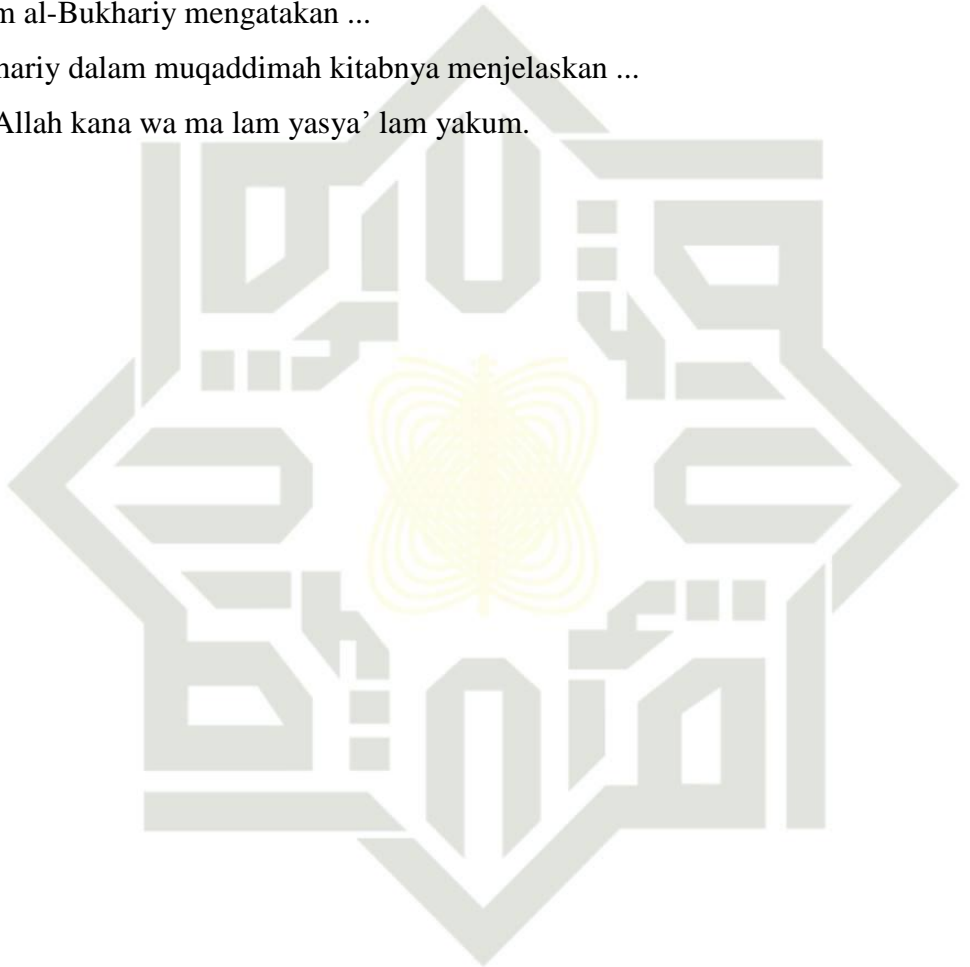 m al-Bukhariy mengatakan ...
hariy dalam muqaddimah kitabnya menjelaskan ...
Allah kana wa ma lam yasya’ lam yakum.